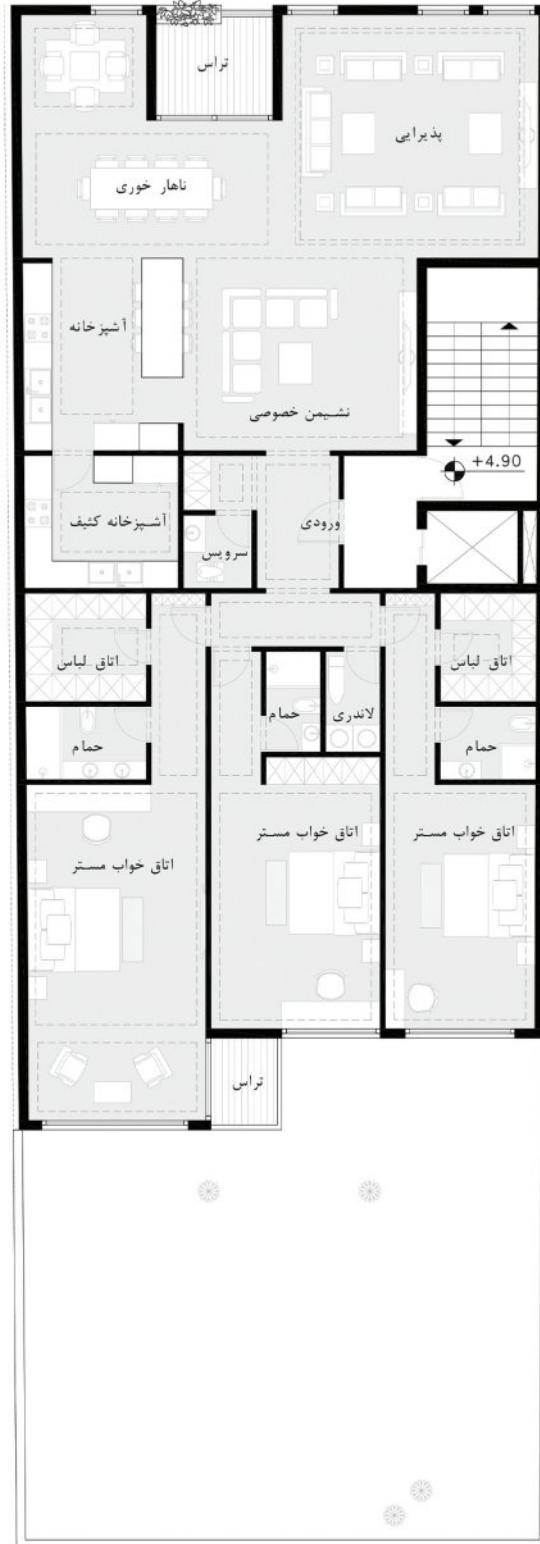 تراس
پذیرایی
ناهار خوری
آشپزخانه
نشیمن خصوصی
+4.90
آشپزخانه کثیف
سرویس
ورودی
اتاق لباس
اتاق لباس
حمام
حمام
لاندری
حمام
اتاق خواب مستر
اتاق خواب مستر
اتاق خواب مستر
تراس